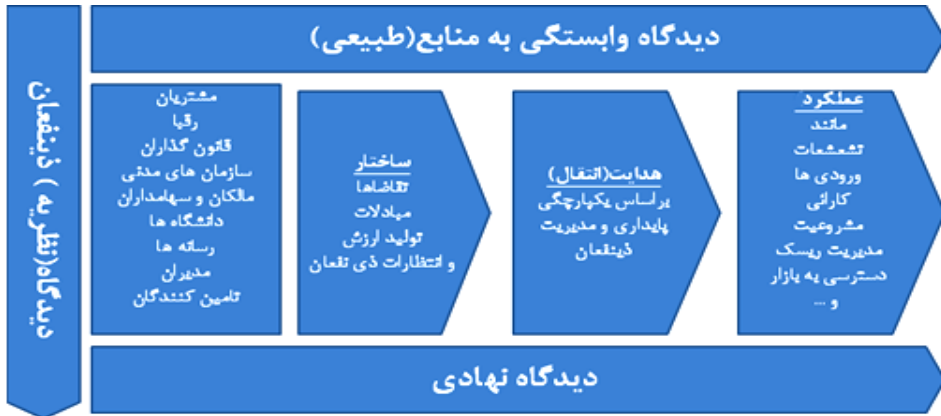 دیدگاه وابستگی به منابع(طبیعی)
دیدگاه(نظریه ) ذینفعان
مشتریان
رقبا
قانون گذاران
سازمان های مدنی
مالکان و سهامداران
دانشگاه ها
رسانه ها
مدیران
تامین کنندگان
ساختار
تقاضاها
مبادلات
تولید ارزش
و انتظارات ذی نفعان
هدایت(انتقال)
براساس یکپارچگی
پایداری و مدیریت
ذینفعان
عملکرد
مانند
تشعشعات
ورودی ها
کارائی
مشروعیت
مدیریت ریسک
دسترسی به بازار
و ...
دیدگاه نهادی